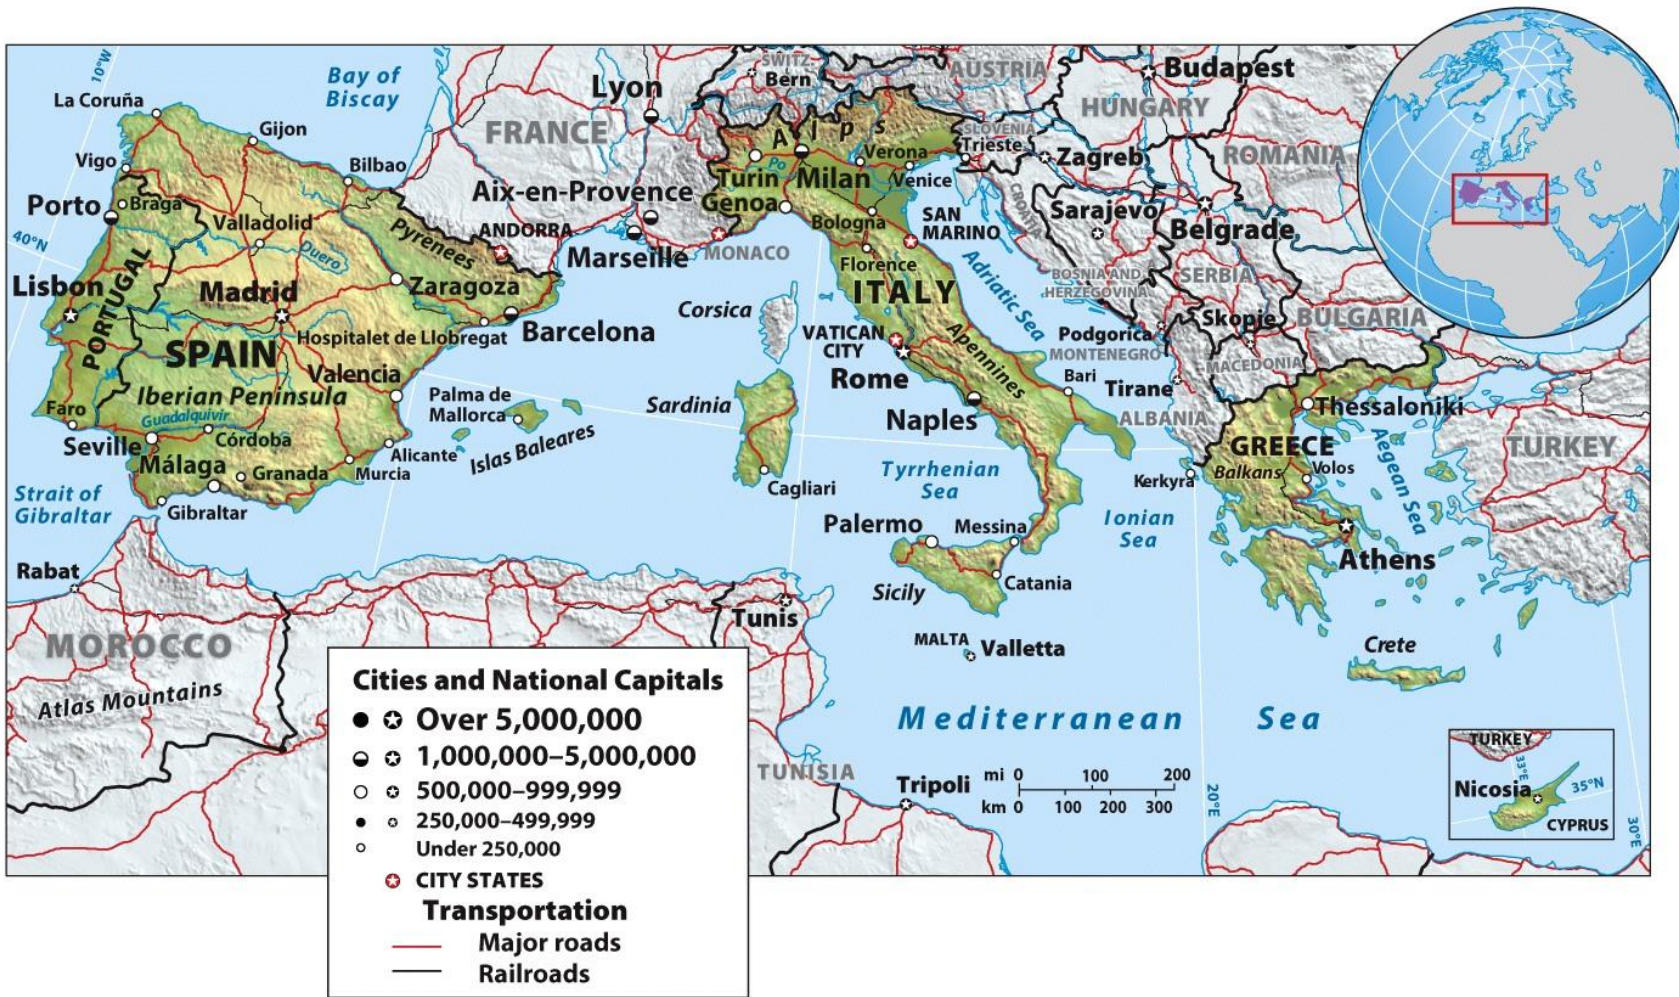 10°W
Bay of
Biscay
La Coruña
Gijon
Vigo
Bilbao
Porto
Braga
Valladolid
40°N
Duero
Pyrenees
ANDORRA
Lisbon
PORTUGAL
Madrid
Zaragoza
SPAIN
Hospitalet de Llobregat
Barcelona
Valencia
Iberian Peninsula
Faro
Guadalquivir
Seville
Córdoba
Palma de
Mallorca
Islas Baleares
Málaga
Granada
Alicante
Murcia
Strait of
Gibraltar
Gibraltar
Rabat
MOROCCO
Atlas Mountains
Lyon
FRANCE
Aix-en-Provence
Marseille
MONACO
SWITZ.
Bern
Alps
Po
Turin
Milan
Verona
Venice
Genoa
Bologna
SAN
MARINO
Florence
ITALY
Corsica
VATICAN
CITY
Rome
Apennines
Adriatic Sea
Naples
Bari
Sardinia
Cagliari
Tyrrhenian
Sea
Palermo
Messina
Sicily
Catania
MALTA
Valletta
Tunis
TUNISIA
Tripoli
AUSTRIA
Budapest
HUNGARY
SLOVENIA
Trieste
Zagreb
ROMANIA
CROATIA
Sarajevo
Belgrade
BOSNIA AND
HERZEGOVINA
SERBIA
Skopje
BULGARIA
Podgorica
MONTENEGRO
MACEDONIA
Tirane
ALBANIA
Thessaloniki
GREECE
Balkans
Volos
Aegean Sea
TURKEY
Kerkyra
Ionian
Sea
Athens
Crete
Mediterranean Sea
mi 0 100 200
km 0 100 200 300
20°E
30°E
TURKEY
33°E
35°N
Nicosia
CYPRUS
Cities and National Capitals
Over 5,000,000
1,000,000–5,000,000
500,000–999,999
250,000–499,999
Under 250,000
CITY STATES
Transportation
Major roads
Railroads